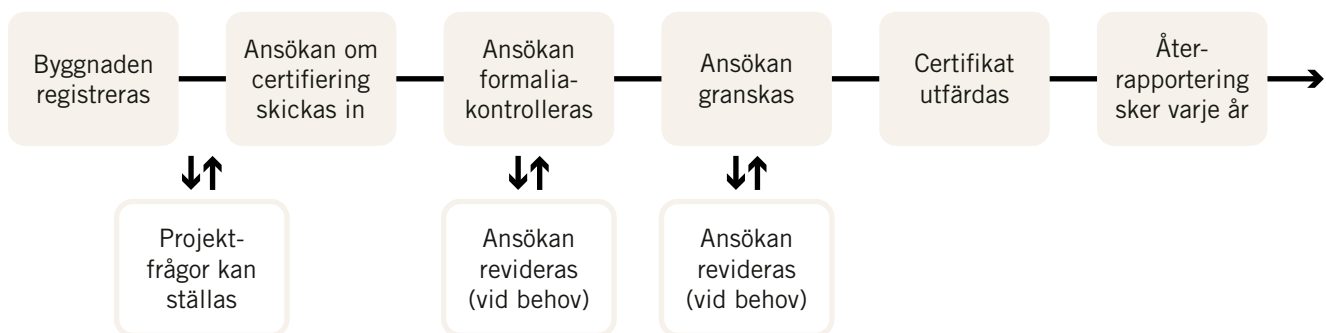 Byggnaden
registreras
Ansökan om
certifiering
skickas in
Ansökan
formalia-
kontrolleras
Ansökan
granskas
Certifikat
utfärdas
Åter-
rapportering
sker varje år
Projekt-
frågor kan
ställas
Ansökan
revideras
(vid behov)
Ansökan
revideras
(vid behov)